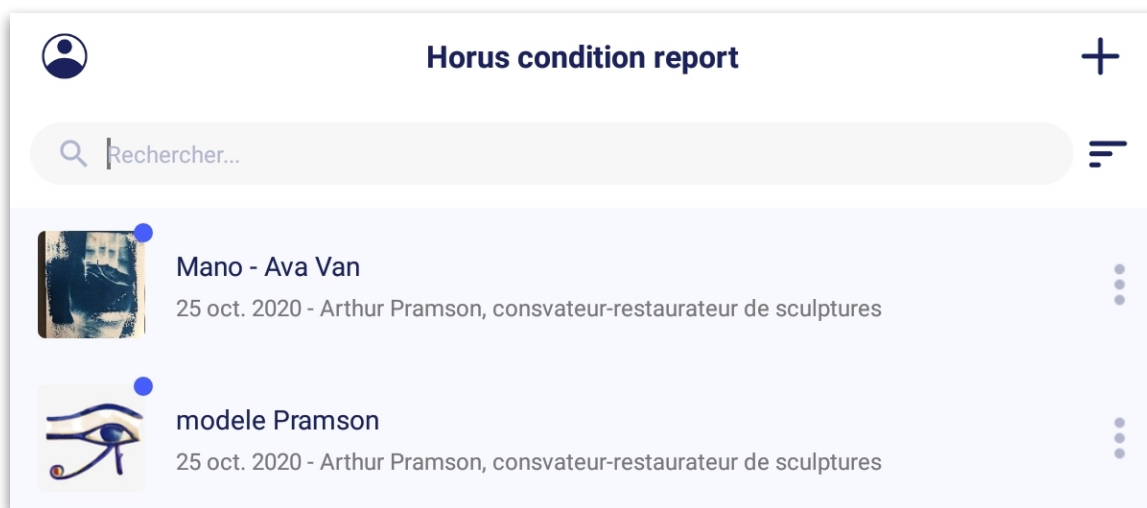 Horus condition report
Rechercher...
Mano - Ava Van
25 oct. 2020 - Arthur Pramson, consvateur-restaurateur de sculptures
modele Pramson
25 oct. 2020 - Arthur Pramson, consvateur-restaurateur de sculptures